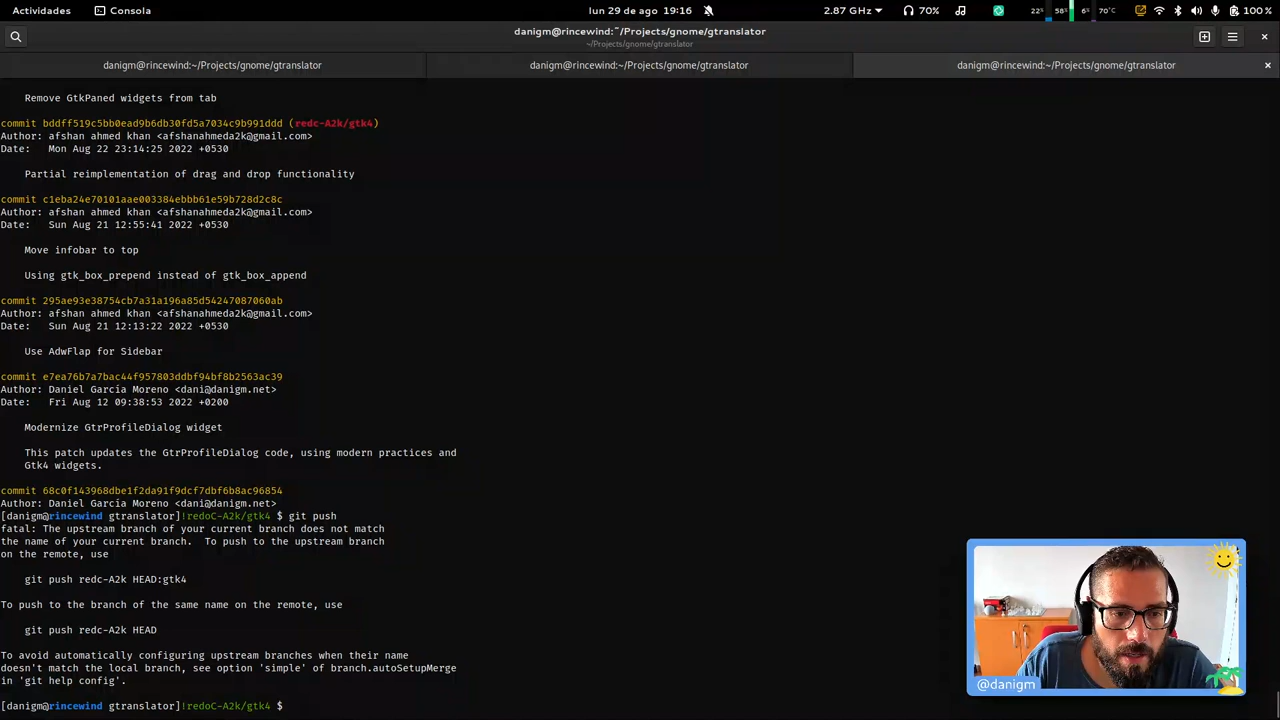 Actividades
Consola
lun 29 de ago 19:16
2.87 GHz
70%
22%
58%
6%
70°C
100 %
danigm@rincewind:~/Projects/gnome/gtranslator
~/Projects/gnome/gtranslator
danigm@rincewind:~/Projects/gnome/gtranslator
danigm@rincewind:~/Projects/gnome/gtranslator
danigm@rincewind:~/Projects/gnome/gtranslator
Remove GtkPaned widgets from tab
commit bddff519c5bb0ead9b6db30fd5a7034c9b991ddd (redc-A2k/gtk4)
Author: afshan ahmed khan <afshanahmeda2k@gmail.com>
Date:   Mon Aug 22 23:14:25 2022 +0530
Partial reimplementation of drag and drop functionality
commit c1eba24e70101aae003384ebbb61e59b728d2c8c
Author: afshan ahmed khan <afshanahmeda2k@gmail.com>
Date:   Sun Aug 21 12:55:41 2022 +0530
Move infobar to top
Using gtk_box_prepend instead of gtk_box_append
commit 295ae93e38754cb7a31a196a85d54247087060ab
Author: afshan ahmed khan <afshanahmeda2k@gmail.com>
Date:   Sun Aug 21 12:13:22 2022 +0530
Use AdwFlap for Sidebar
commit e7ea76b7a7bac44f957803ddbf94bf8b2563ac39
Author: Daniel García Moreno <dani@danigm.net>
Date:   Fri Aug 12 09:38:53 2022 +0200
Modernize GtrProfileDialog widget
This patch updates the GtrProfileDialog code, using modern practices and
Gtk4 widgets.
commit 68c0f143968dbe1f2da91f9dcf7dbf6b8ac96854
Author: Daniel García Moreno <dani@danigm.net>
[danigm@rincewind gtranslator]!redoC-A2k/gtk4 $ git push
fatal: The upstream branch of your current branch does not match
the name of your current branch.  To push to the upstream branch
on the remote, use
git push redc-A2k HEAD:gtk4
To push to the branch of the same name on the remote, use
git push redc-A2k HEAD
To avoid automatically configuring upstream branches when their name
doesn't match the local branch, see option 'simple' of branch.autoSetupMerge
in 'git help config'.
[danigm@rincewind gtranslator]!redoC-A2k/gtk4 $
@danigm